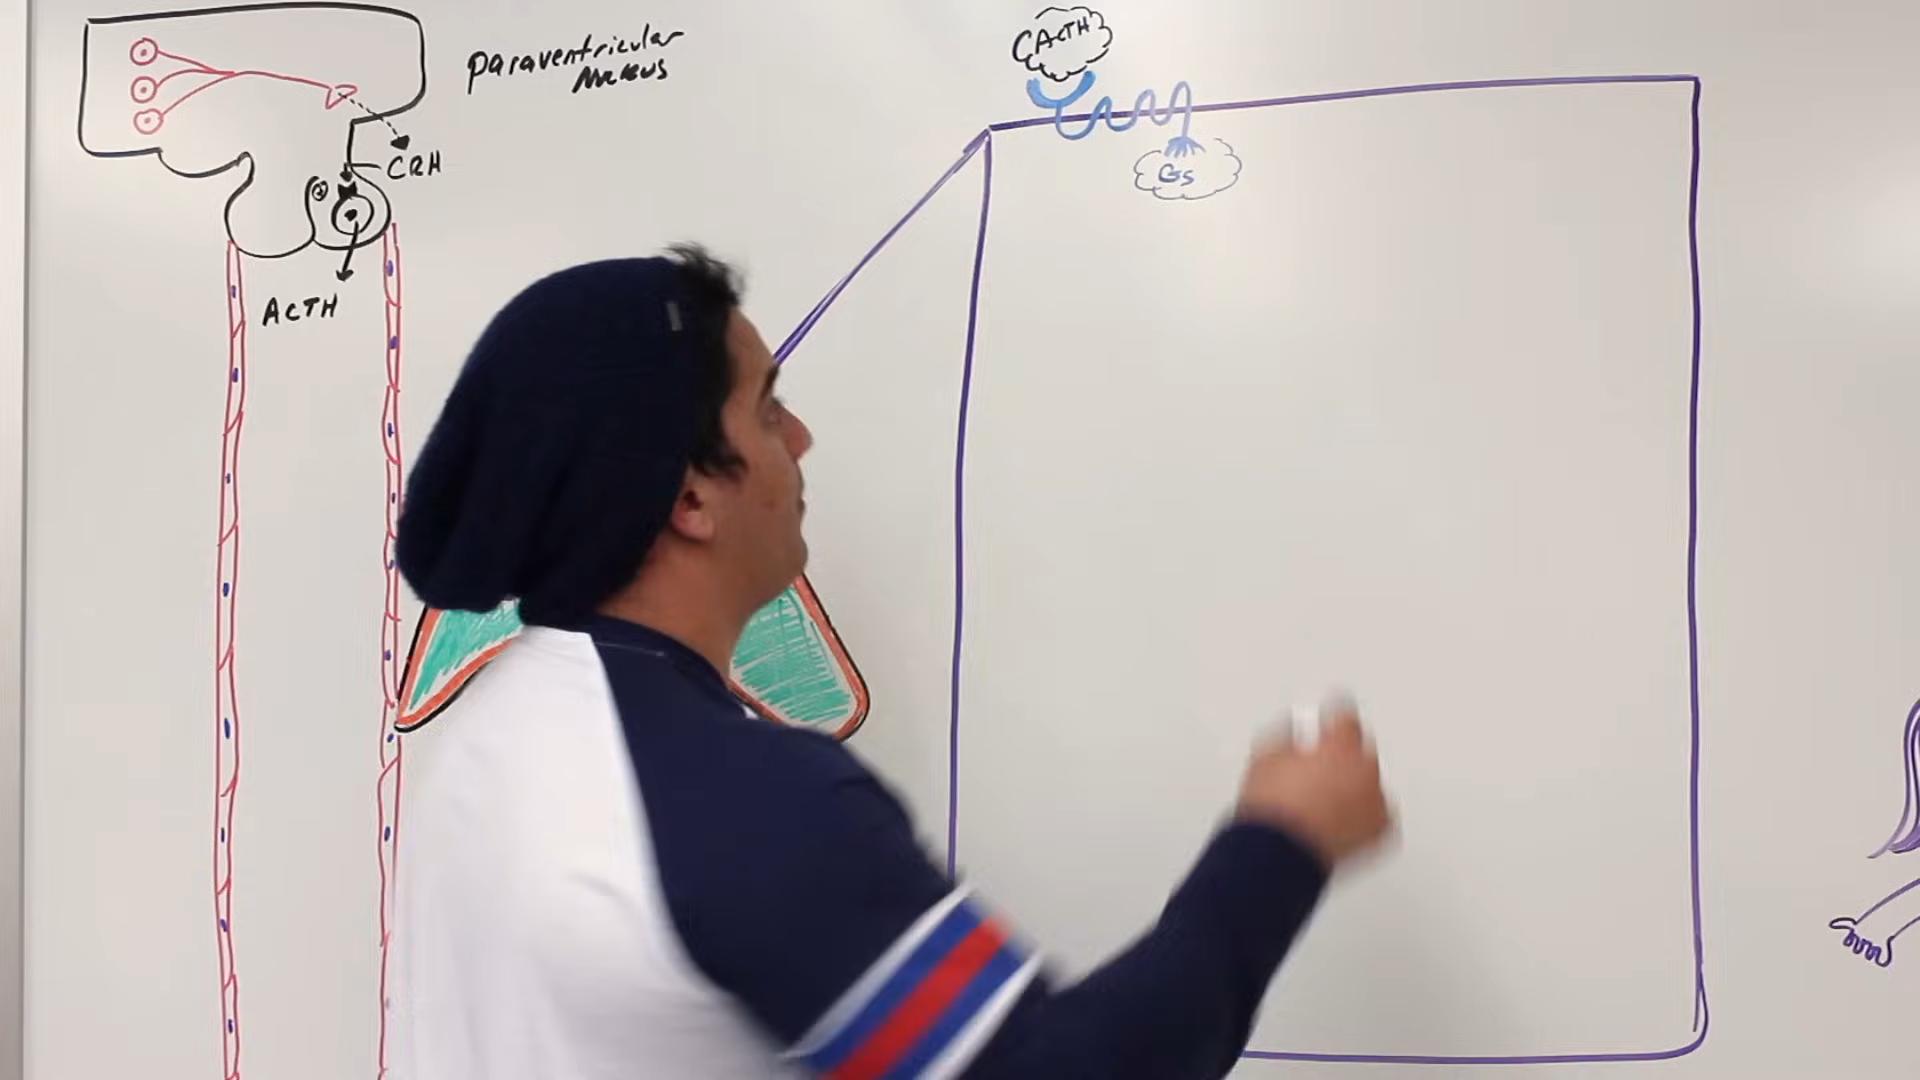 Paraventricular
Nucleus
CRH
ACTH
ACTH
Gs